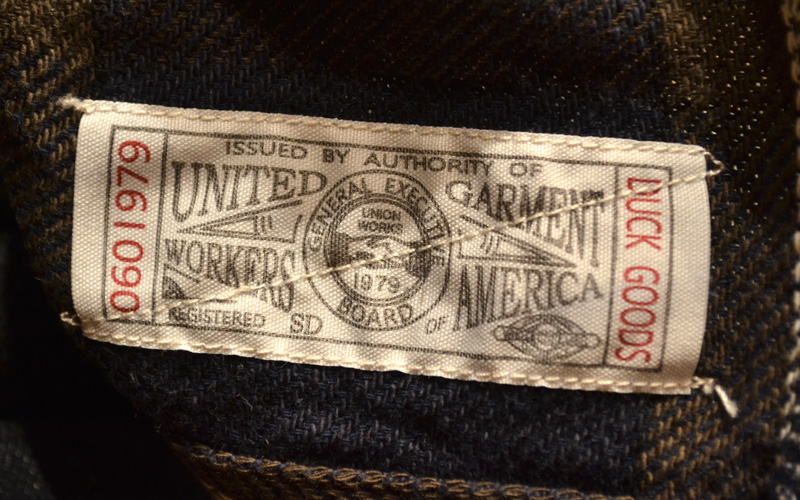 0601979
ISSUED BY AUTHORITY OF
UNITED
WORKERS
REGISTERED SD
GENERAL EXECUTIVE
UNION
WORKS
1979
BOARD
GARMENT
OF AMERICA
DUCK GOODS